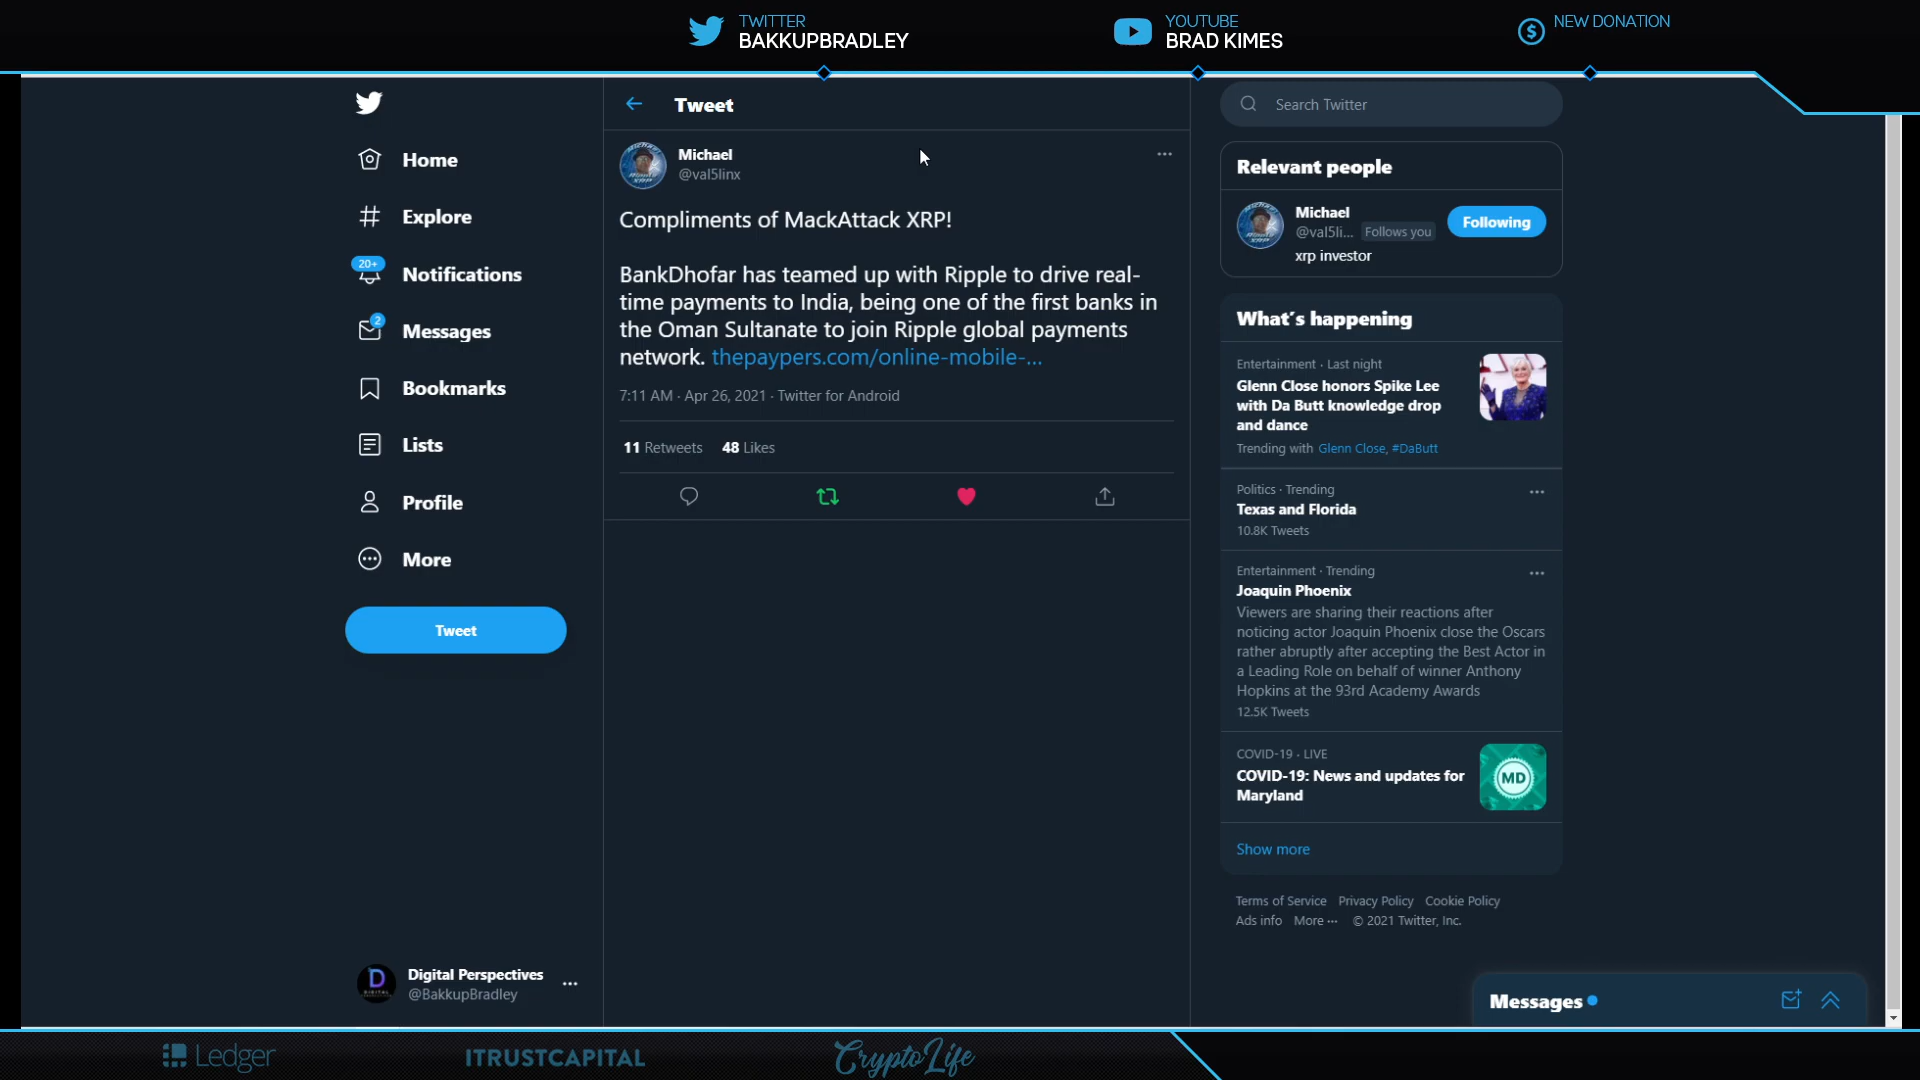 TWITTER
BAKKUPBRADLEY
YOUTUBE
BRAD KIMES
NEW DONATION
Home
Explore
20+
Notifications
2
Messages
Bookmarks
Lists
Profile
More
Tweet
Digital Perspectives
@BakkupBradley
Tweet
Michael
@val5linx
Compliments of MackAttack XRP!
BankDhofar has teamed up with Ripple to drive real-
time payments to India, being one of the first banks in
the Oman Sultanate to join Ripple global payments
network. thepaypers.com/online-mobile-...
7:11 AM · Apr 26, 2021 · Twitter for Android
11 Retweets 48 Likes
Search Twitter
Relevant people
Michael
@val5li... Follows you
Following
xrp investor
What's happening
Entertainment · Last night
Glenn Close honors Spike Lee
with Da Butt knowledge drop
and dance
Trending with Glenn Close, #DaButt
Politics · Trending
Texas and Florida
10.8K Tweets
Entertainment · Trending
Joaquin Phoenix
Viewers are sharing their reactions after
noticing actor Joaquin Phoenix close the Oscars
rather abruptly after accepting the Best Actor in
a Leading Role on behalf of winner Anthony
Hopkins at the 93rd Academy Awards
12.5K Tweets
COVID-19 · LIVE
COVID-19: News and updates for
Maryland
MD
Show more
Terms of Service Privacy Policy Cookie Policy
Ads info More ··· © 2021 Twitter, Inc.
Messages
Ledger
ITRUSTCAPITAL
CryptoLife